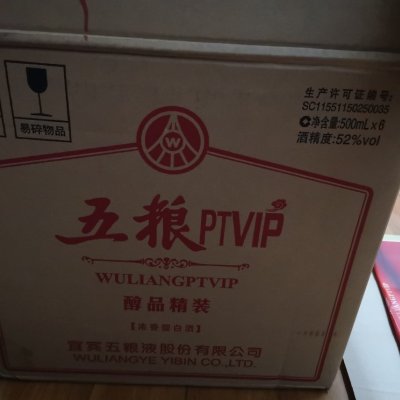 易碎物品
生产许可证编号:
SC11551150250035
净含量:500mL×6
酒精度:52%vol
W
五粮PTVIP
WULIANGPTVIP
醇品精装
【浓香型白酒】
宜宾五粮液股份有限公司
WULIANGYE YIBIN CO.,LTD.